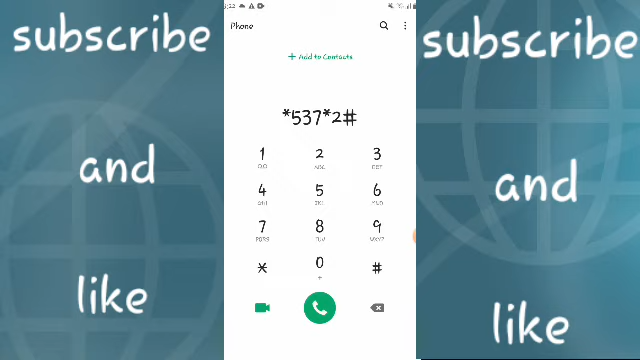 subscribe
and
like
:22
Phone
+ Add to Contacts
*537*2#
1 2 3
ABC DEF
4 5 6
GHI JKL MNO
7 8 9
PQRS TUV WXYZ
* 0 #
+
subscribe
and
like